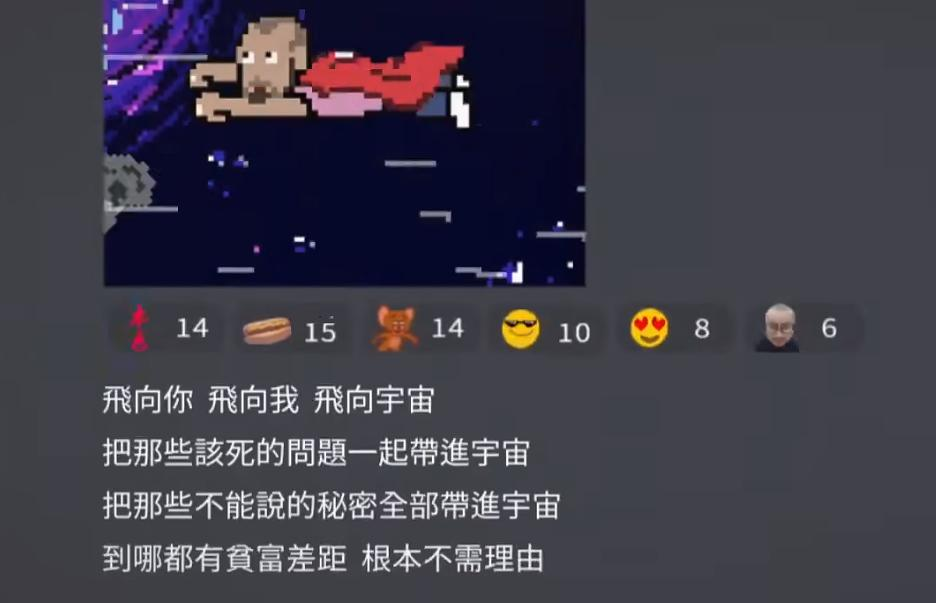 14 15 14 10 8 6
飛向你 飛向我 飛向宇宙
把那些該死的問題一起帶進宇宙
把那些不能說的秘密全部帶進宇宙
到哪都有貧富差距 根本不需理由